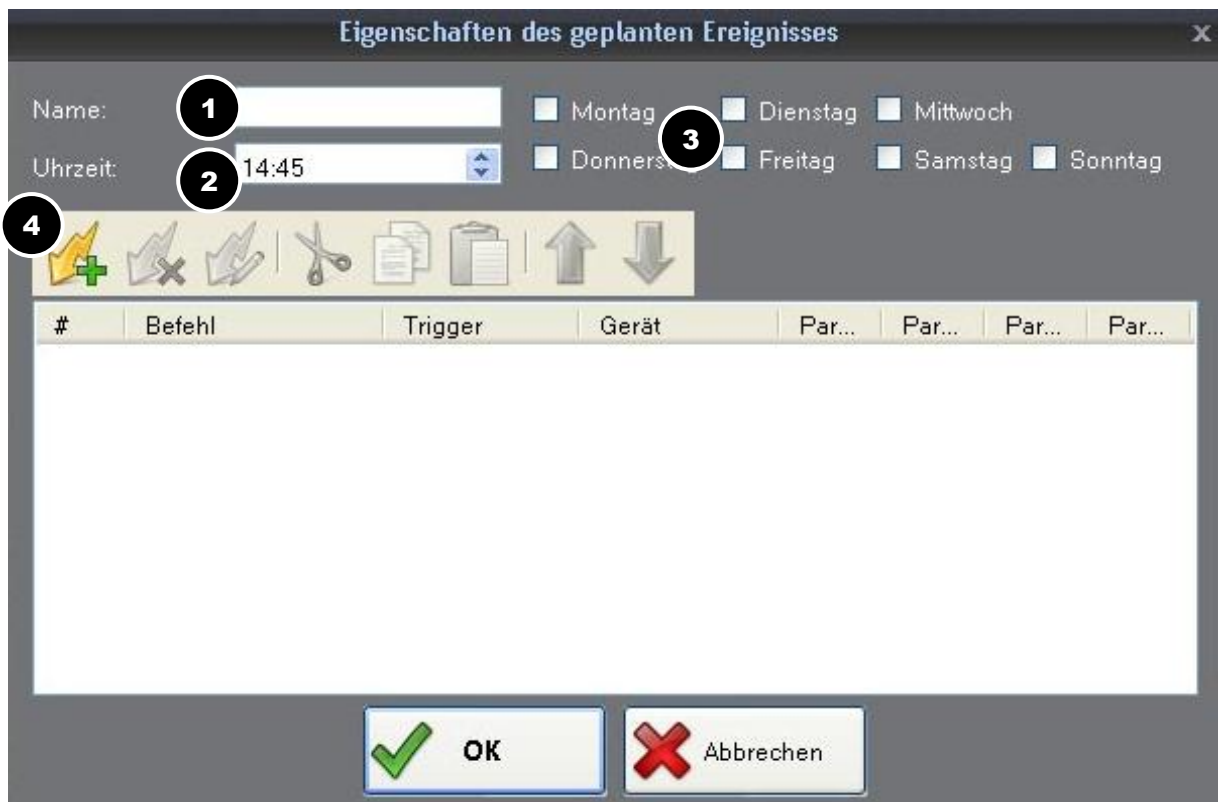 Eigenschaften des geplanten Ereignisses x
Name: 1 Montag Dienstag Mittwoch
3
Uhrzeit: 2 14:45 Donners Freitag Samstag Sonntag
4
# Befehl Trigger Gerät Par... Par... Par... Par...
OK Abbrechen